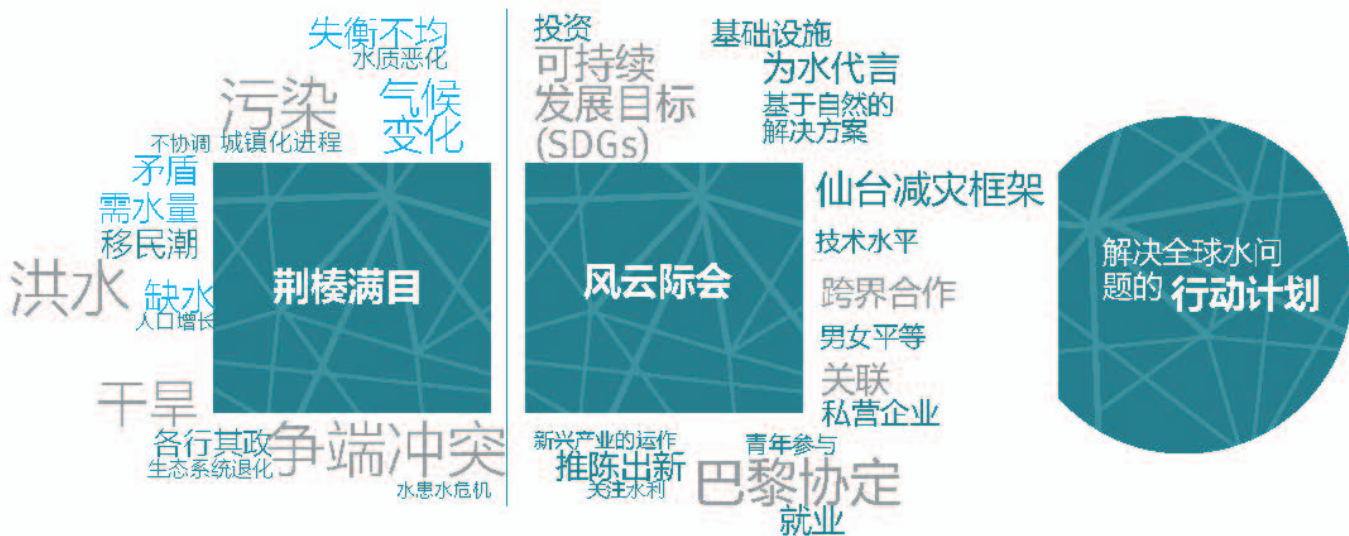 失衡不均
水质恶化
污染
气候
变化
不协调 城镇化进程
矛盾
需水量
移民潮
洪水
缺水
人口增长
干旱
各行其政
生态系统退化
争端冲突
水患水危机
荆棱满目
投资
可持续
发展目标
(SDGs)
基础设施
为水代言
基于自然的
解决方案
仙台减灾框架
技术水平
跨界合作
男女平等
关联
私营企业
新兴产业的运作
推陈出新
关注水利
青年参与
巴黎协定
就业
风云际会
解决全球水问
题的 行动计划